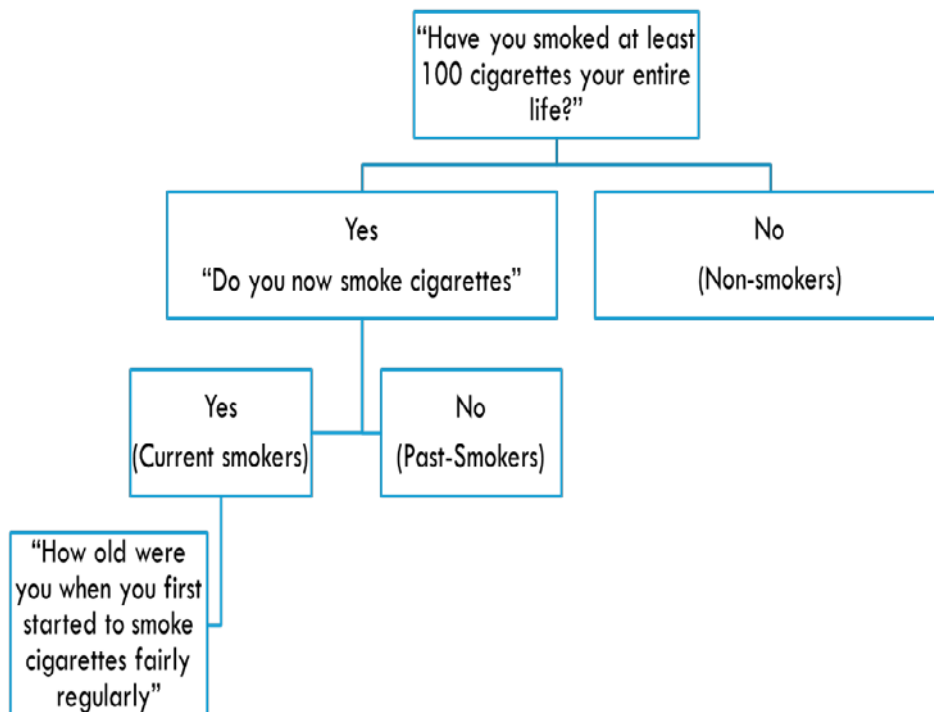 “Have you smoked at least
100 cigarettes your entire
life?”
Yes
“Do you now smoke cigarettes”
No
(Non-smokers)
Yes
(Current smokers)
No
(Past-Smokers)
“How old were
you when you first
started to smoke
cigarettes fairly
regularly”